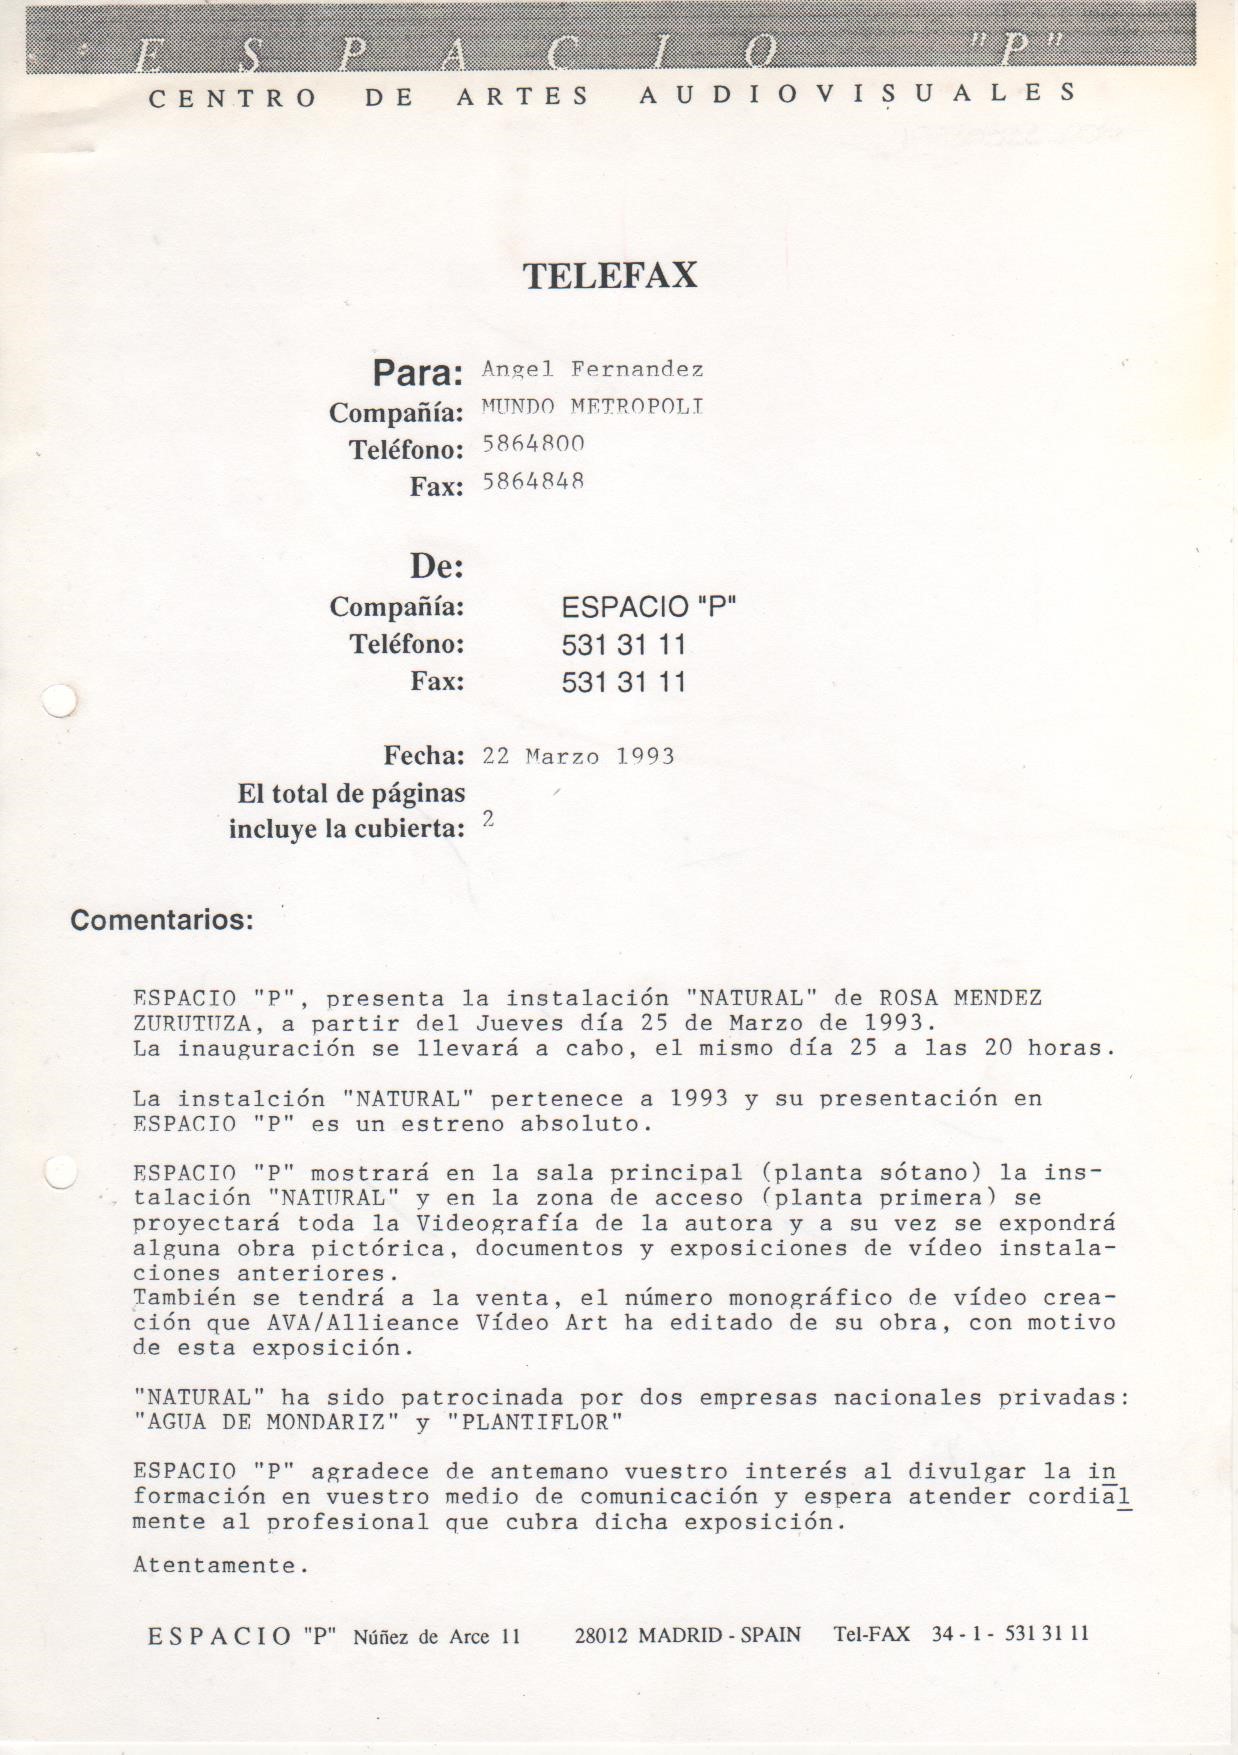 ESPACIO "P"
CENTRO DE ARTES AUDIOVISUALES
TELEFAX
Para: Angel Fernandez
Compañía: MUNDO METROPOLI
Teléfono: 5864800
Fax: 5864848
De:
Compañía: ESPACIO "P"
Teléfono: 531 31 11
Fax: 531 31 11
Fecha: 22 Marzo 1993
El total de páginas
incluye la cubierta: 2
Comentarios:
ESPACIO "P", presenta la instalación "NATURAL" de ROSA MENDEZ
ZURUTUZA, a partir del Jueves día 25 de Marzo de 1993.
La inauguración se llevará a cabo, el mismo día 25 a las 20 horas.
La instalción "NATURAL" pertenece a 1993 y su presentación en
ESPACIO "P" es un estreno absoluto.
ESPACIO "P" mostrará en la sala principal (planta sótano) la ins-
talación "NATURAL" y en la zona de acceso (planta primera) se
proyectará toda la Videografía de la autora y a su vez se expondrá
alguna obra pictórica, documentos y exposiciones de vídeo instala-
ciones anteriores.
También se tendrá a la venta, el número monográfico de vídeo crea-
ción que AVA/Allieance Vídeo Art ha editado de su obra, con motivo
de esta exposición.
"NATURAL" ha sido patrocinada por dos empresas nacionales privadas:
"AGUA DE MONDARIZ" y "PLANTIFLOR"
ESPACIO "P" agradece de antemano vuestro interés al divulgar la in
formación en vuestro medio de comunicación y espera atender cordial
mente al profesional que cubra dicha exposición.
Atentamente.
ESPACIO "P" Núñez de Arce 11 28012 MADRID - SPAIN Tel-FAX 34 - 1 - 531 31 11